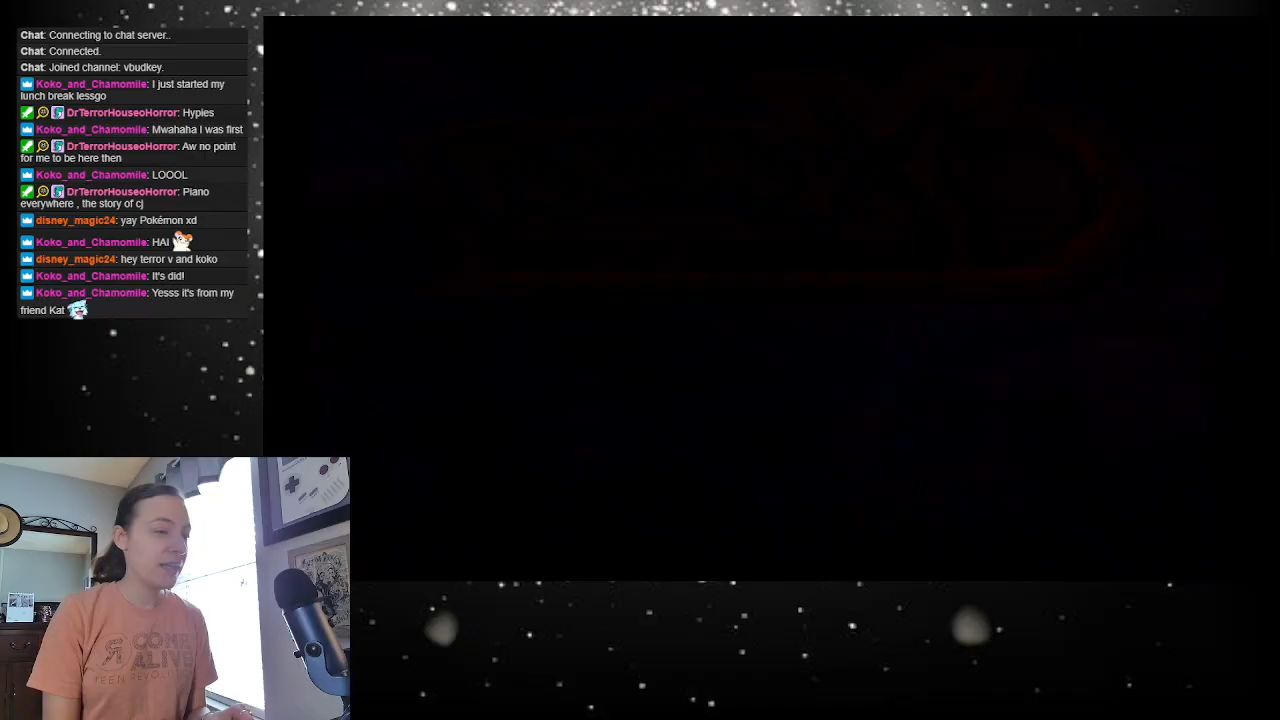 Chat: Connecting to chat server..
Chat: Connected.
Chat: Joined channel: vbudkey.
Koko_and_Chamomile: I just started my
lunch break lessgo
DrTerrorHouseoHorror: Hypies
Koko_and_Chamomile: Mwahaha I was first
DrTerrorHouseoHorror: Aw no point
for me to be here then
Koko_and_Chamomile: LOOOL
DrTerrorHouseoHorror: Piano
everywhere , the story of cj
disney_magic24: yay Pokémon xd
Koko_and_Chamomile: HAI
disney_magic24: hey terror v and koko
Koko_and_Chamomile: It's did!
Koko_and_Chamomile: Yesss it's from my
friend Kat
COME
ALIVE
TEEN